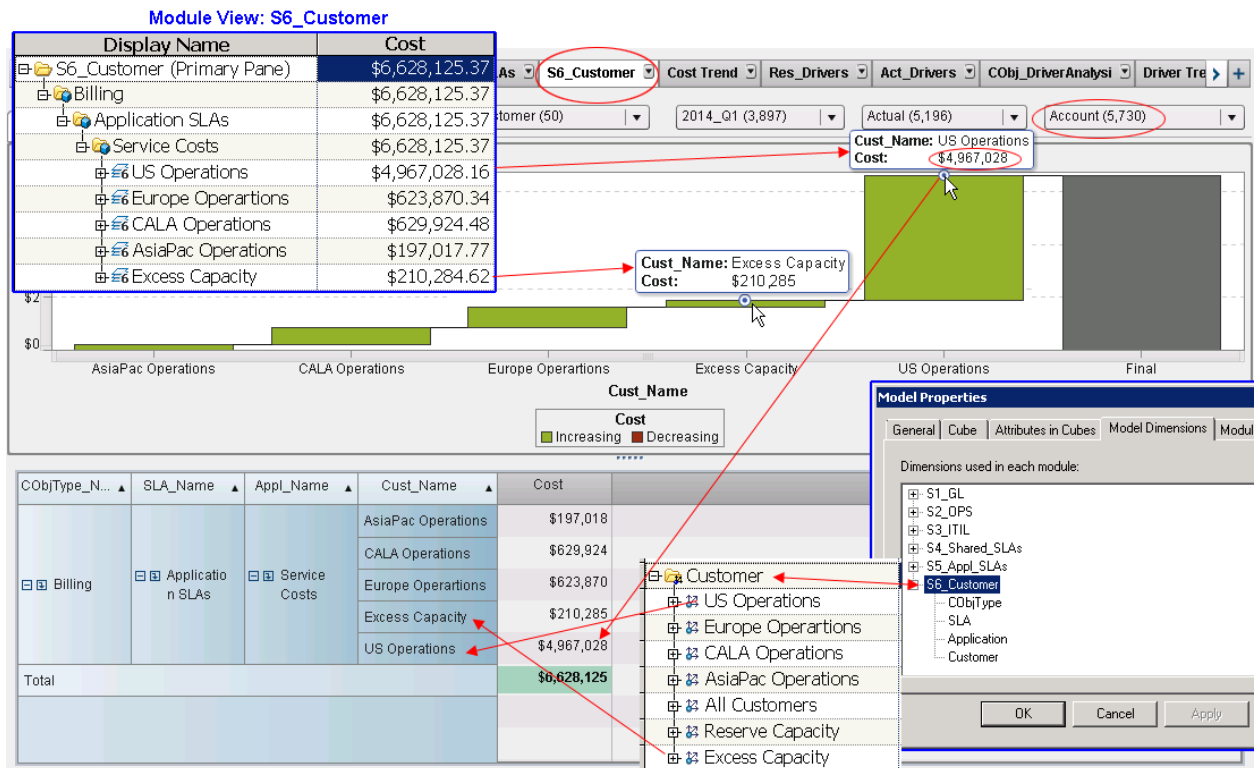 Module View: S6_Customer
Display Name Cost
S6_Customer (Primary Pane) $6,628,125.37
Billing $6,628,125.37
Application SLAs $6,628,125.37
Service Costs $6,628,125.37
US Operations $4,967,028.16
Europe Operartions $623,870.34
CALA Operations $629,924.48
AsiaPac Operations $197,017.77
Excess Capacity $210,284.62
As S6_Customer Cost Trend Res_Drivers Act_Drivers CObj_DriverAnalysi Driver Tre
tomer (50) 2014_Q1 (3,897) Actual (5,196) Account (5,730)
Cust_Name: US Operations
Cost: $4,967,028
Cust_Name: Excess Capacity
Cost: $210,285
$2
$0
AsiaPac Operations CALA Operations Europe Operartions Excess Capacity US Operations Final
Cust_Name
Cost
Increasing Decreasing
CObjType_N... SLA_Name Appl_Name Cust_Name Cost
AsiaPac Operations $197,018
CALA Operations $629,924
Billing Applicatio Service Europe Operartions $623,870
n SLAs Costs
Excess Capacity $210,285
US Operations $4,967,028
Total $6,628,125
Customer
US Operations
Europe Operartions
CALA Operations
AsiaPac Operations
All Customers
Reserve Capacity
Excess Capacity
Model Properties
General Cube Attributes in Cubes Model Dimensions Modul
Dimensions used in each module:
S1_GL
S2_OPS
S3_ITIL
S4_Shared_SLAs
S5_Appl_SLAs
S6_Customer
CObjType
SLA
Application
Customer
OK Cancel Apply